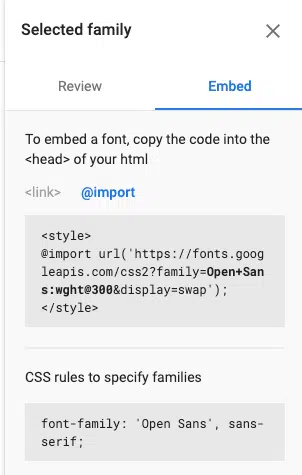 Selected family
Review
Embed
To embed a font, copy the code into the
<head> of your html
<link>
@import
<style>
@import url('https://fonts.goog
leapis.com/css2?family=Open+San
s:wght@300&display=swap');
</style>
CSS rules to specify families
font-family: 'Open Sans', sans-
serif;